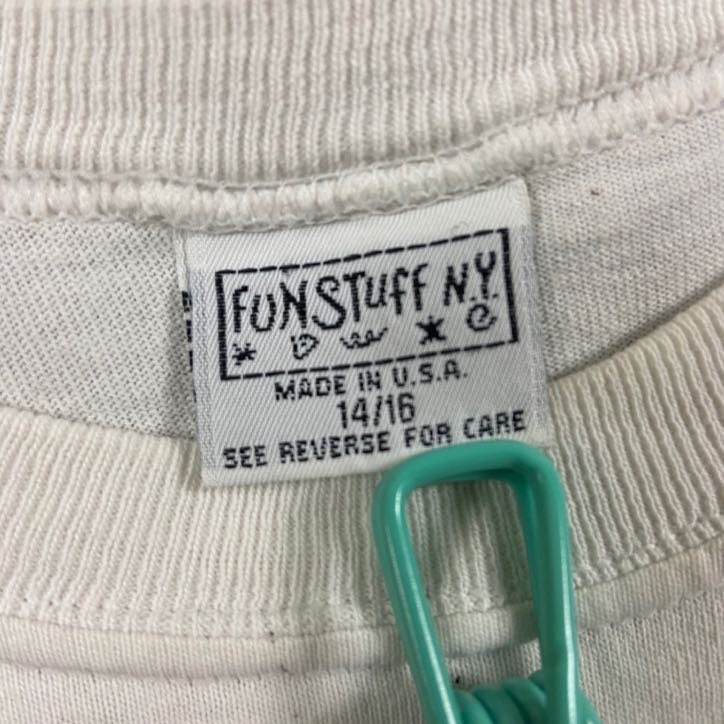 FUNSTUFF N.Y.
MADE IN U.S.A.
14/16
SEE REVERSE FOR CARE